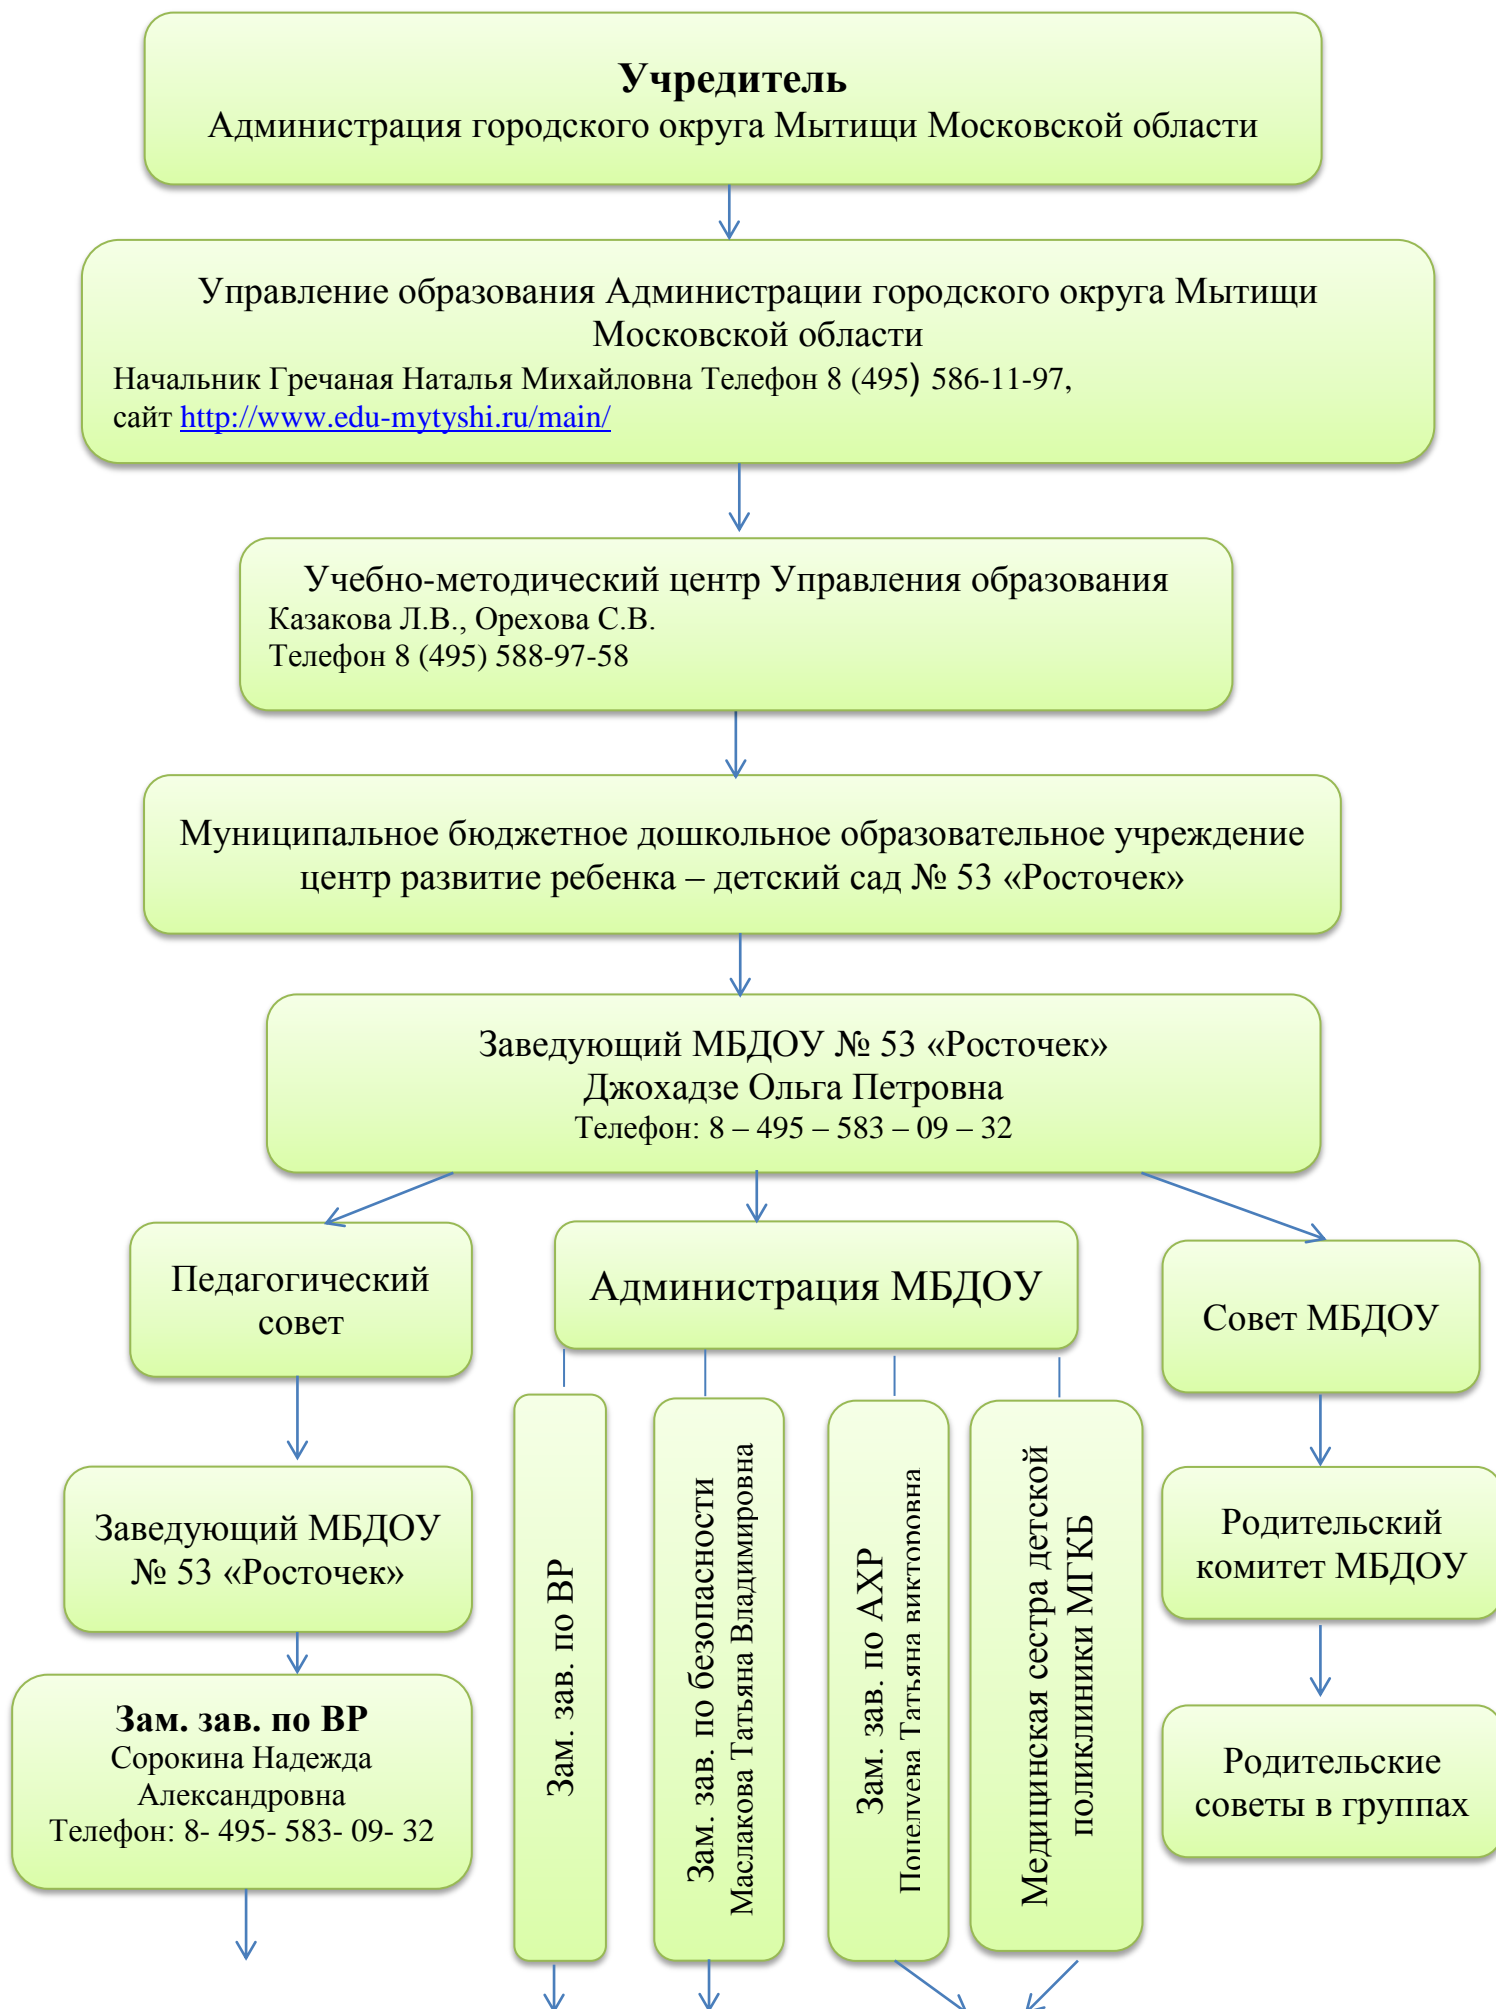 Учредитель
Администрация городского округа Мытищи Московской области
Управление образования Администрации городского округа Мытищи
Московской области
Начальник Гречаная Наталья Михайловна Телефон 8 (495) 586-11-97,
сайт http://www.edu-mytyshi.ru/main/
Учебно-методический центр Управления образования
Казакова Л.В., Орехова С.В.
Телефон 8 (495) 588-97-58
Муниципальное бюджетное дошкольное образовательное учреждение
центр развитие ребенка – детский сад № 53 «Росточек»
Заведующий МБДОУ № 53 «Росточек»
Джохадзе Ольга Петровна
Телефон: 8 – 495 – 583 – 09 – 32
Педагогический
совет
Администрация МБДОУ
Совет МБДОУ
Заведующий МБДОУ
№ 53 «Росточек»
Зам. зав. по ВР
Сорокина Надежда
Александровна
Телефон: 8- 495- 583- 09- 32
Зам. зав. по ВР
Зам. зав. по безопасности
Маслакова Татьяна Владимировна
Зам. зав. по АХР
Татьяна викторовна
Медицинская сестра детской
поликлиники МГКБ
Родительский
комитет МБДОУ
Родительские
советы в группах